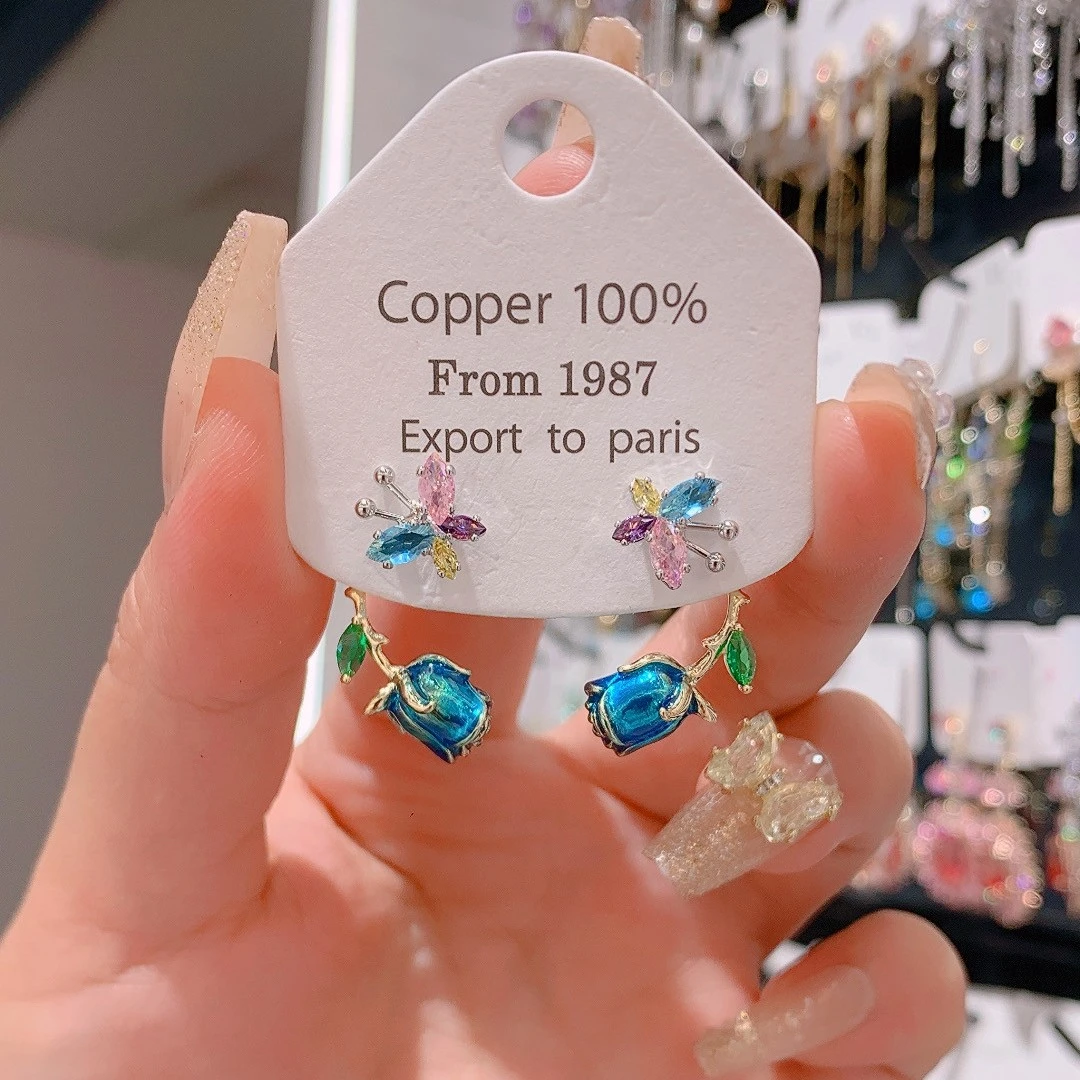 Copper 100%
From 1987
Export to paris